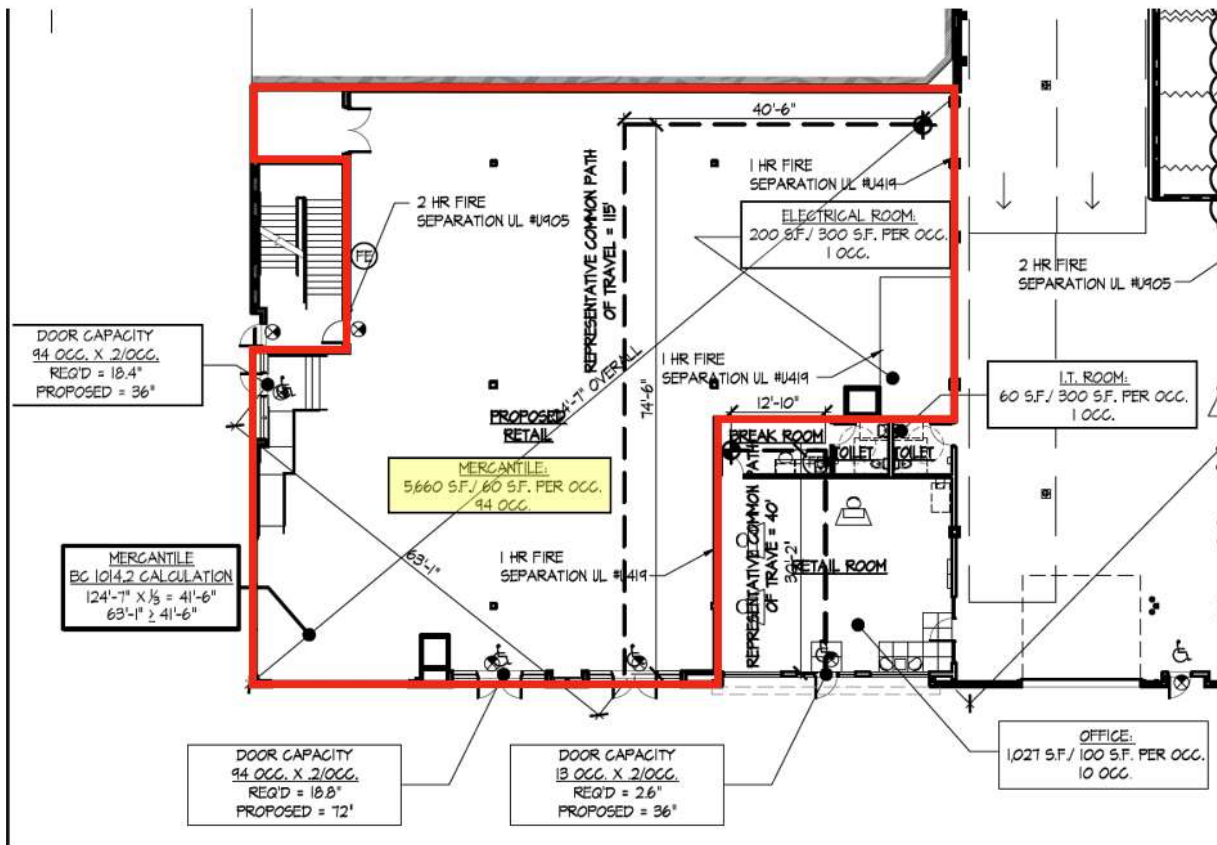 40'-6"
1 HR FIRE
SEPARATION UL #U419
2 HR FIRE
SEPARATION UL #U905
REPRESENTATIVE COMMON PATH
OF TRAVEL = 115'
ELECTRICAL ROOM:
200 S.F./ 300 S.F. PER OCC.
1 OCC.
FE
2 HR FIRE
SEPARATION UL #U905
DOOR CAPACITY
94 OCC. X .2/OCC.
REQ'D = 18.4"
PROPOSED = 36"
1 HR FIRE
SEPARATION UL #U419
OVERALL
74'-6"
I.T. ROOM:
60 S.F./ 300 S.F. PER OCC.
1 OCC.
12'-10"
PROPOSED
RETAIL
BREAK ROOM
TOILET
TOILET
MERCANTILE:
5,660 S.F./ 60 S.F. PER OCC.
94 OCC.
MERCANTILE
BC 1014.2 CALCULATION
124'-7" X ⅓ = 41'-6"
63'-1" ≥ 41'-6"
63'-1"
1 HR FIRE
SEPARATION UL #U419
REPRESENTATIVE COMMON PATH
OF TRAVE = 40'
RETAIL ROOM
DOOR CAPACITY
94 OCC. X .2/OCC.
REQ'D = 18.8"
PROPOSED = 72"
DOOR CAPACITY
13 OCC. X .2/OCC.
REQ'D = 2.6"
PROPOSED = 36"
OFFICE:
1,027 S.F./ 100 S.F. PER OCC.
10 OCC.